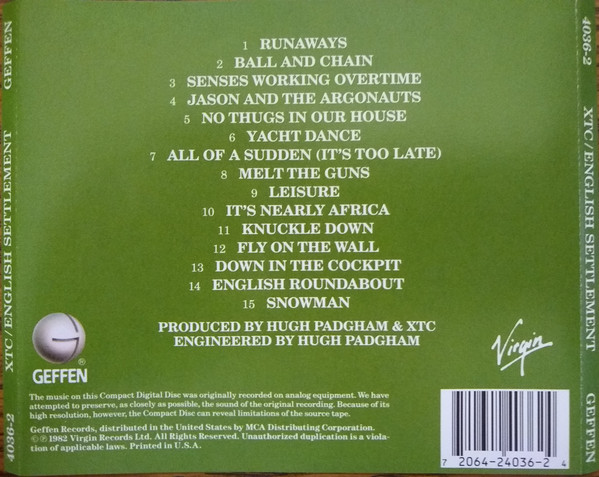 GEFFEN
XTC/ENGLISH SETTLEMENT
4036-2
1 RUNAWAYS
2 BALL AND CHAIN
3 SENSES WORKING OVERTIME
4 JASON AND THE ARGONAUTS
5 NO THUGS IN OUR HOUSE
6 YACHT DANCE
7 ALL OF A SUDDEN (IT'S TOO LATE)
8 MELT THE GUNS
9 LEISURE
10 IT'S NEARLY AFRICA
11 KNUCKLE DOWN
12 FLY ON THE WALL
13 DOWN IN THE COCKPIT
14 ENGLISH ROUNDABOUT
15 SNOWMAN
PRODUCED BY HUGH PADGHAM & XTC
ENGINEERED BY HUGH PADGHAM
G
®
GEFFEN
Virgin
The music on this Compact Digital Disc was originally recorded on analog equipment. We have
attempted to preserve, as closely as possible, the sound of the original recording. Because of its
high resolution, however, the Compact Disc can reveal limitations of the source tape.
Geffen Records, distributed in the United States by MCA Distributing Corporation.
©℗1982 Virgin Records Ltd. All Rights Reserved. Unauthorized duplication is a viola-
tion of applicable laws. Printed in U.S.A.
7 2064-24036-2 4
4036-2
XTC/ENGLISH SETTLEMENT
GEFFEN